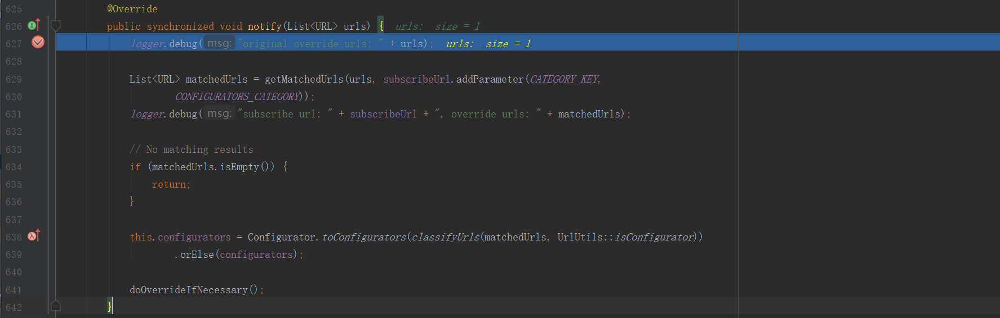 625 @Override
626 public synchronized void notify(List<URL> urls) { urls: size = 1
627 logger.debug( msg: "original override urls: " + urls); urls: size = 1
628
629 List<URL> matchedUrls = getMatchedUrls(urls, subscribeUrl.addParameter(CATEGORY_KEY,
630 CONFIGURATORS_CATEGORY));
631 logger.debug( msg: "subscribe url: " + subscribeUrl + ", override urls: " + matchedUrls);
632
633 // No matching results
634 if (matchedUrls.isEmpty()) {
635 return;
636 }
637
638 this.configurators = Configurator.toConfigurators(classifyUrls(matchedUrls, UrlUtils::isConfigurator))
639 .orElse(configurators);
640
641 doOverrideIfNecessary();
642 }